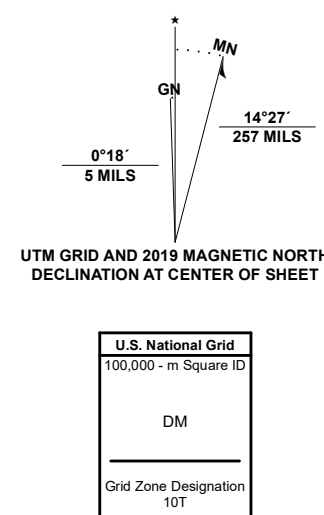 ★
MN
GN
14°27´
257 MILS
0°18´
5 MILS
UTM GRID AND 2019 MAGNETIC NORTH
DECLINATION AT CENTER OF SHEET
U.S. National Grid
100,000 - m Square ID
DM
Grid Zone Designation
10T